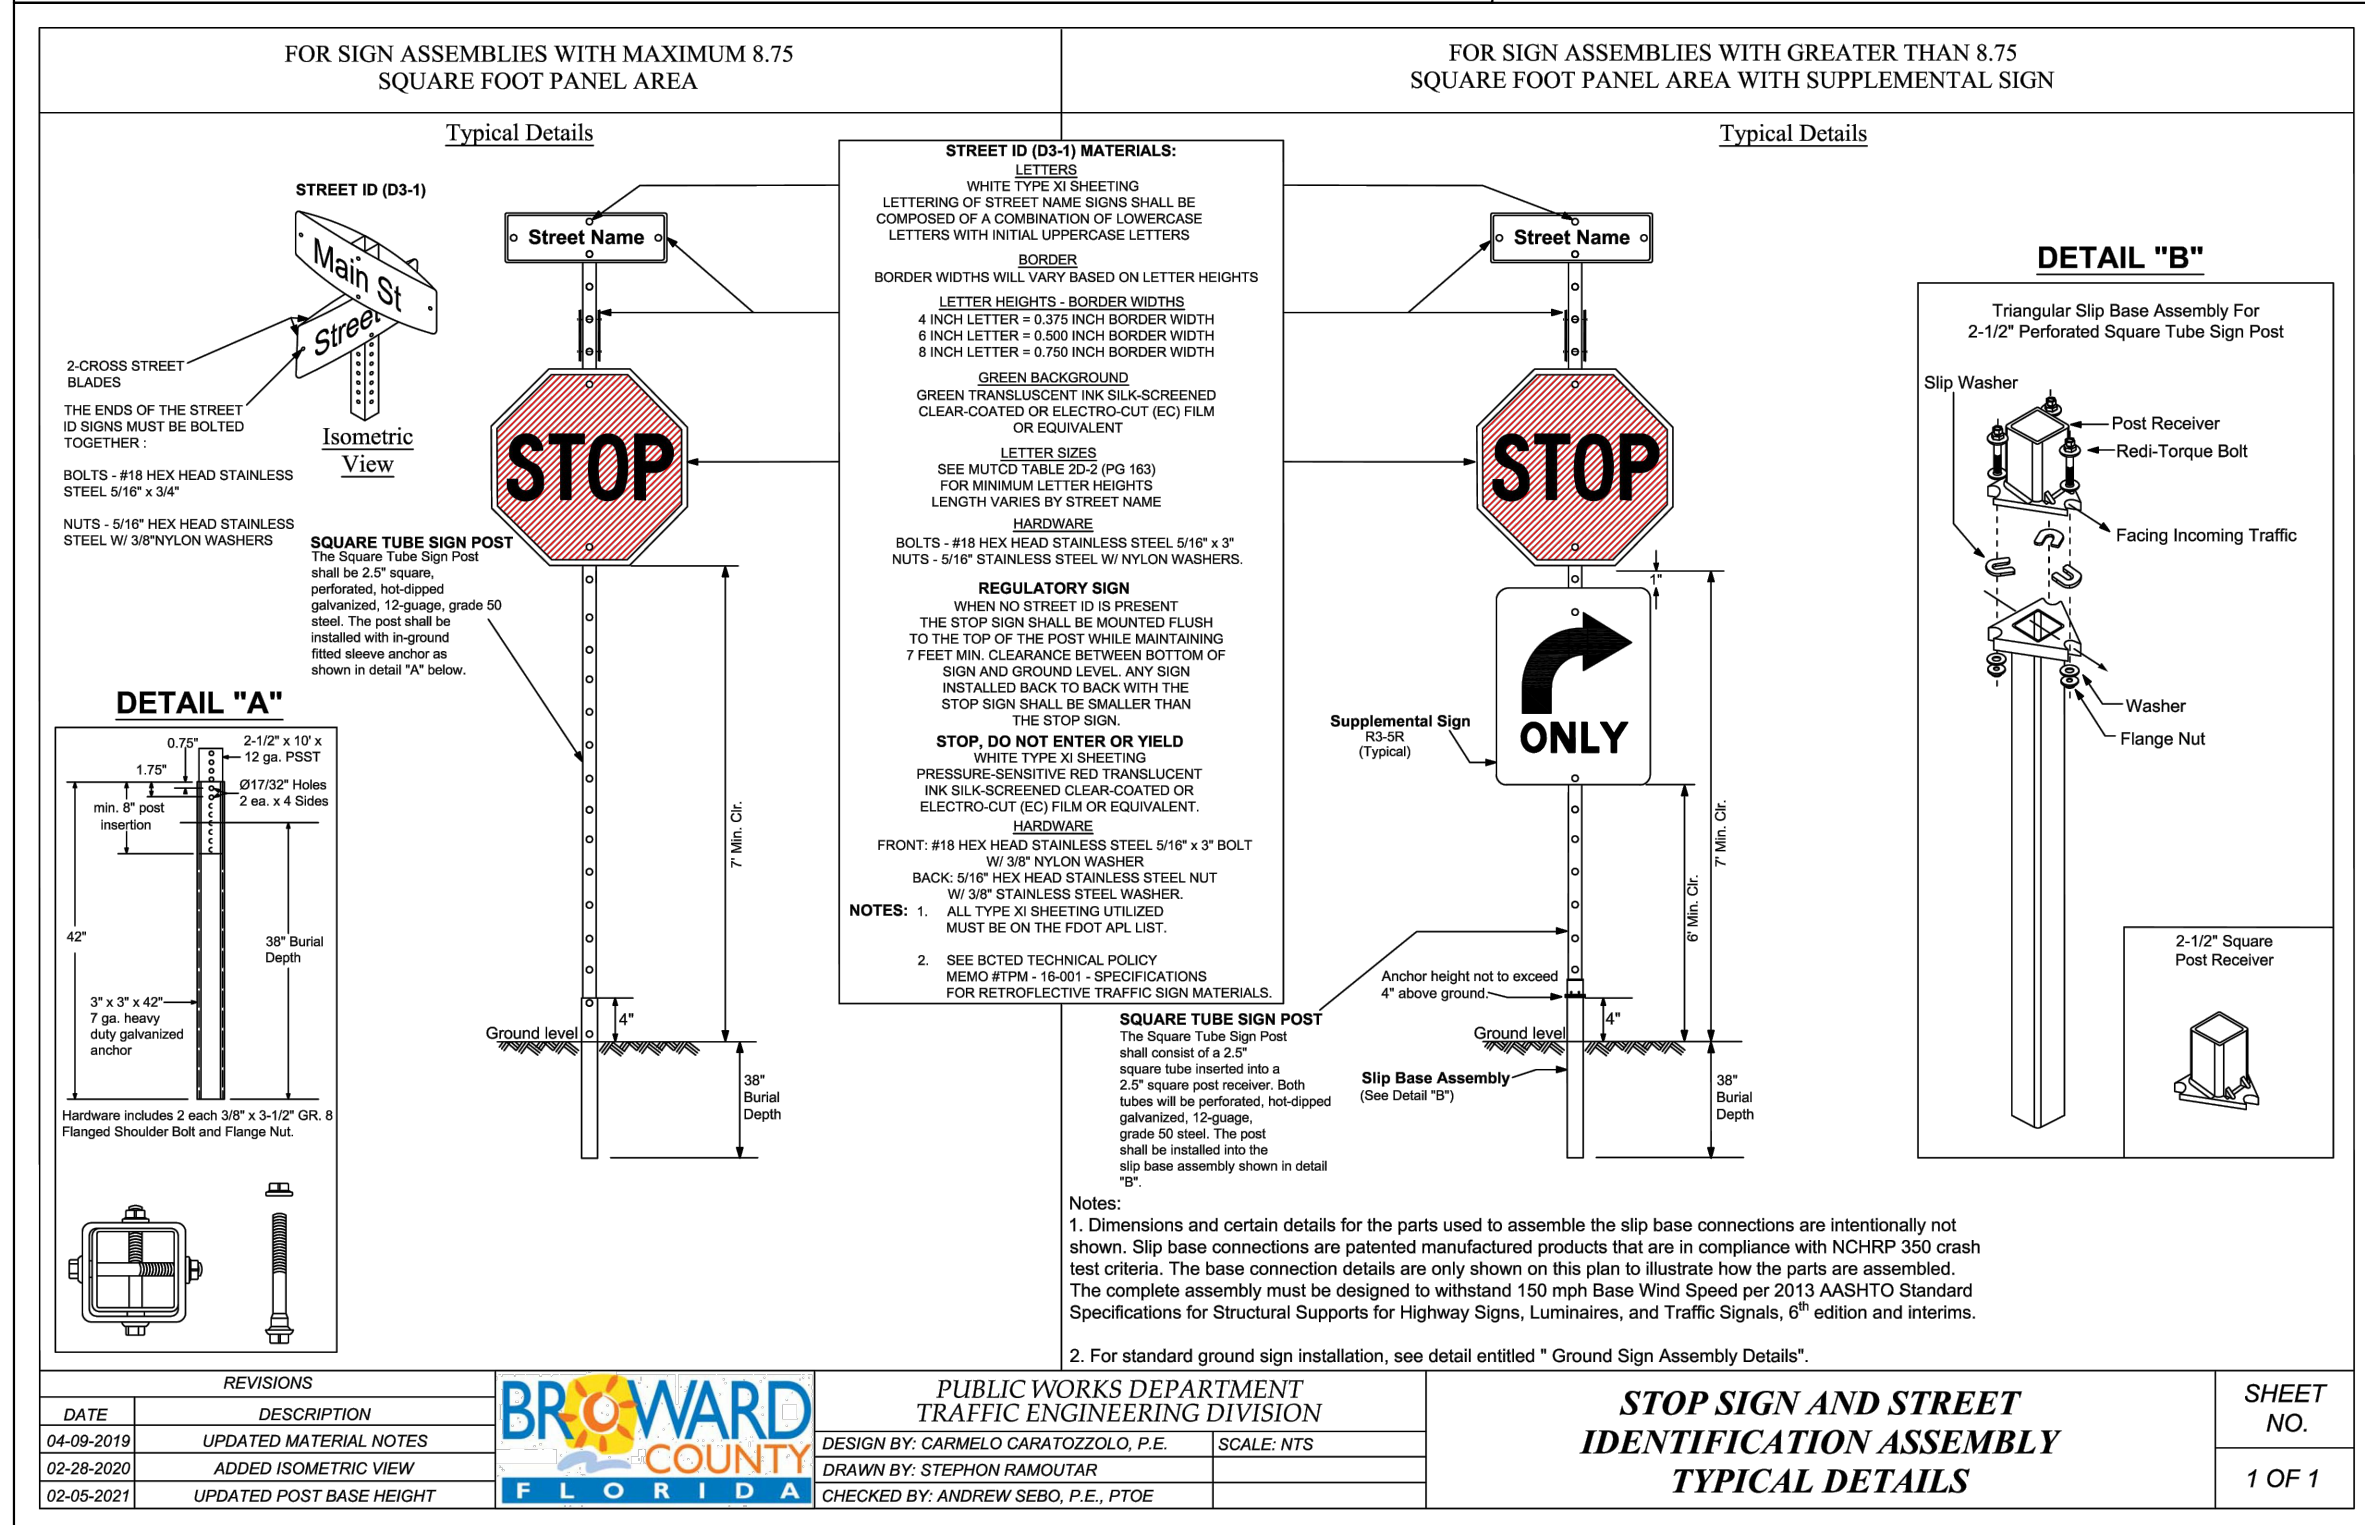 FOR SIGN ASSEMBLIES WITH MAXIMUM 8.75
SQUARE FOOT PANEL AREA
FOR SIGN ASSEMBLIES WITH GREATER THAN 8.75
SQUARE FOOT PANEL AREA WITH SUPPLEMENTAL SIGN
Typical Details
STREET ID (D3-1)
Main St
Street
2-CROSS STREET
BLADES
THE ENDS OF THE STREET
ID SIGNS MUST BE BOLTED
TOGETHER :
BOLTS - #18 HEX HEAD STAINLESS
STEEL 5/16" x 3/4"
NUTS - 5/16" HEX HEAD STAINLESS
STEEL W/ 3/8"NYLON WASHERS
Isometric
View
Street Name
STOP
SQUARE TUBE SIGN POST
The Square Tube Sign Post
shall be 2.5" square,
perforated, hot-dipped
galvanized, 12-guage, grade 50
steel. The post shall be
installed with in-ground
fitted sleeve anchor as
shown in detail "A" below.
7' Min. Clr.
Ground level
4"
38"
Burial
Depth
DETAIL "A"
0.75"
2-1/2" x 10' x
12 ga. PSST
1.75"
Ø17/32" Holes
2 ea. x 4 Sides
min. 8" post
insertion
42"
38" Burial
Depth
3" x 3" x 42"
7 ga. heavy
duty galvanized
anchor
Hardware includes 2 each 3/8" x 3-1/2" GR. 8
Flanged Shoulder Bolt and Flange Nut.
STREET ID (D3-1) MATERIALS:
LETTERS
WHITE TYPE XI SHEETING
LETTERING OF STREET NAME SIGNS SHALL BE
COMPOSED OF A COMBINATION OF LOWERCASE
LETTERS WITH INITIAL UPPERCASE LETTERS
BORDER
BORDER WIDTHS WILL VARY BASED ON LETTER HEIGHTS
LETTER HEIGHTS - BORDER WIDTHS
4 INCH LETTER = 0.375 INCH BORDER WIDTH
6 INCH LETTER = 0.500 INCH BORDER WIDTH
8 INCH LETTER = 0.750 INCH BORDER WIDTH
GREEN BACKGROUND
GREEN TRANSLUSCENT INK SILK-SCREENED
CLEAR-COATED OR ELECTRO-CUT (EC) FILM
OR EQUIVALENT
LETTER SIZES
SEE MUTCD TABLE 2D-2 (PG 163)
FOR MINIMUM LETTER HEIGHTS
LENGTH VARIES BY STREET NAME
HARDWARE
BOLTS - #18 HEX HEAD STAINLESS STEEL 5/16" x 3"
NUTS - 5/16" STAINLESS STEEL W/ NYLON WASHERS.
REGULATORY SIGN
WHEN NO STREET ID IS PRESENT
THE STOP SIGN SHALL BE MOUNTED FLUSH
TO THE TOP OF THE POST WHILE MAINTAINING
7 FEET MIN. CLEARANCE BETWEEN BOTTOM OF
SIGN AND GROUND LEVEL. ANY SIGN
INSTALLED BACK TO BACK WITH THE
STOP SIGN SHALL BE SMALLER THAN
THE STOP SIGN.
STOP, DO NOT ENTER OR YIELD
WHITE TYPE XI SHEETING
PRESSURE-SENSITIVE RED TRANSLUCENT
INK SILK-SCREENED CLEAR-COATED OR
ELECTRO-CUT (EC) FILM OR EQUIVALENT.
HARDWARE
FRONT: #18 HEX HEAD STAINLESS STEEL 5/16" x 3" BOLT
W/ 3/8" NYLON WASHER
BACK: 5/16" HEX HEAD STAINLESS STEEL NUT
W/ 3/8" STAINLESS STEEL WASHER.
NOTES: 1. ALL TYPE XI SHEETING UTILIZED
MUST BE ON THE FDOT APL LIST.
2. SEE BCTED TECHNICAL POLICY
MEMO #TPM - 16-001 - SPECIFICATIONS
FOR RETROFLECTIVE TRAFFIC SIGN MATERIALS.
Typical Details
Street Name
STOP
1"
ONLY
Supplemental Sign
R3-5R
(Typical)
7' Min. Clr.
6' Min. Clr.
Anchor height not to exceed
4" above ground.
Ground level
4"
Slip Base Assembly
(See Detail "B")
38"
Burial
Depth
SQUARE TUBE SIGN POST
The Square Tube Sign Post
shall consist of a 2.5"
square tube inserted into a
2.5" square post receiver. Both
tubes will be perforated, hot-dipped
galvanized, 12-guage,
grade 50 steel. The post
shall be installed into the
slip base assembly shown in detail
"B".
DETAIL "B"
Triangular Slip Base Assembly For
2-1/2" Perforated Square Tube Sign Post
Slip Washer
Post Receiver
Redi-Torque Bolt
Facing Incoming Traffic
Washer
Flange Nut
2-1/2" Square
Post Receiver
Notes:
1. Dimensions and certain details for the parts used to assemble the slip base connections are intentionally not
shown. Slip base connections are patented manufactured products that are in compliance with NCHRP 350 crash
test criteria. The base connection details are only shown on this plan to illustrate how the parts are assembled.
The complete assembly must be designed to withstand 150 mph Base Wind Speed per 2013 AASHTO Standard
Specifications for Structural Supports for Highway Signs, Luminaires, and Traffic Signals, 6th edition and interims.
2. For standard ground sign installation, see detail entitled " Ground Sign Assembly Details".
REVISIONS
DATE DESCRIPTION
04-09-2019 UPDATED MATERIAL NOTES
02-28-2020 ADDED ISOMETRIC VIEW
02-05-2021 UPDATED POST BASE HEIGHT
BROWARD
COUNTY
FLORIDA
PUBLIC WORKS DEPARTMENT
TRAFFIC ENGINEERING DIVISION
DESIGN BY: CARMELO CARATOZZOLO, P.E. SCALE: NTS
DRAWN BY: STEPHON RAMOUTAR
CHECKED BY: ANDREW SEBO, P.E., PTOE
STOP SIGN AND STREET
IDENTIFICATION ASSEMBLY
TYPICAL DETAILS
SHEET
NO.
1 OF 1